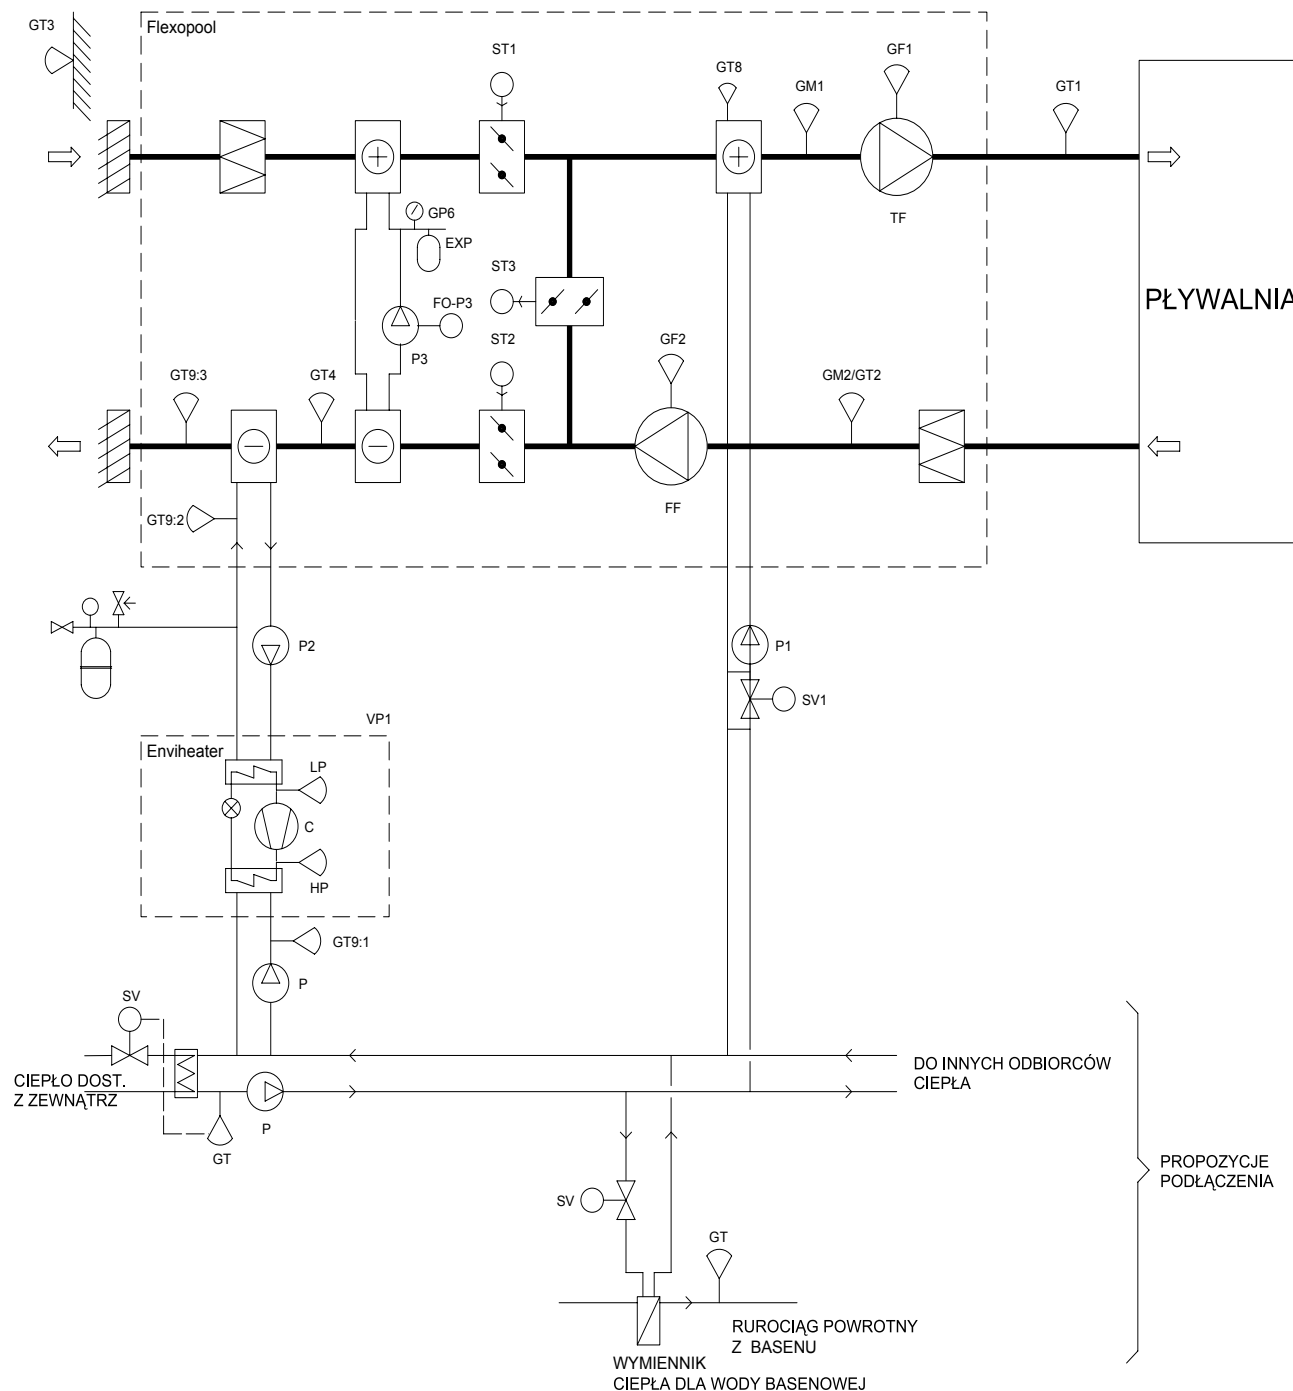 GT3
Flexopool
ST1
GT8
GM1
GF1
GT1
TF
GP6
EXP
ST3
FO-P3
PŁYWALNIA
P3
ST2
GF2
GT9:3
GT4
GM2/GT2
FF
GT9:2
P2
P1
SV1
VP1
Enviheater
LP
C
HP
GT9:1
P
SV
CIEPŁO DOST.
Z ZEWNĄTRZ
DO INNYCH ODBIORCÓW
CIEPŁA
P
GT
PROPOZYCJE
PODŁĄCZENIA
SV
GT
RUROCIĄG POWROTNY
Z BASENU
WYMIENNIK
CIEPŁA DLA WODY BASENOWEJ